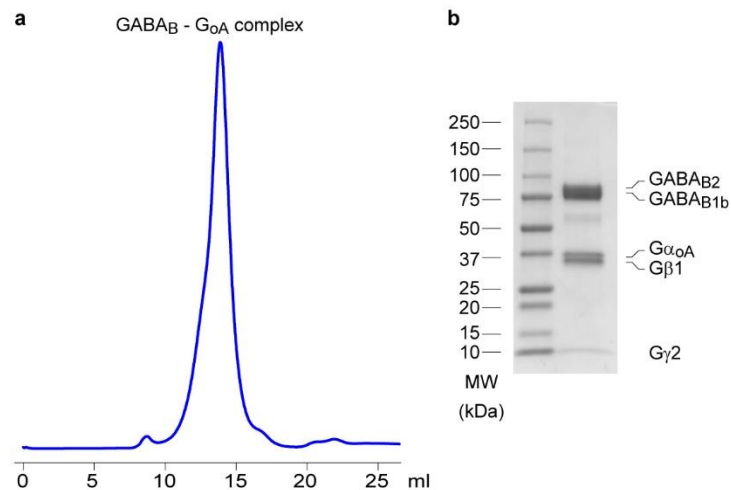 a
GABAB - GoA complex
0 5 10 15 20 25 ml
b
250
150
100
75
50
37
25
20
15
10
MW
(kDa)
GABAB2
GABAB1b
GαoA
Gβ1
Gγ2